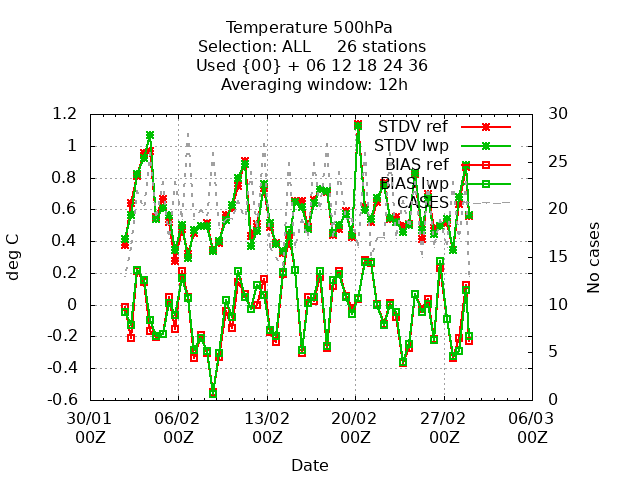 Temperature 500hPa
Selection: ALL 26 stations
Used {00} + 06 12 18 24 36
Averaging window: 12h
1.2
1
0.8
0.6
0.4
0.2
0
-0.2
-0.4
-0.6
deg C
30
25
20
15
10
5
0
No cases
STDV ref
STDV lwp
BIAS ref
BIAS lwp
CASES
30/01 06/02 13/02 20/02 27/02 06/03
00Z 00Z 00Z 00Z 00Z 00Z
Date